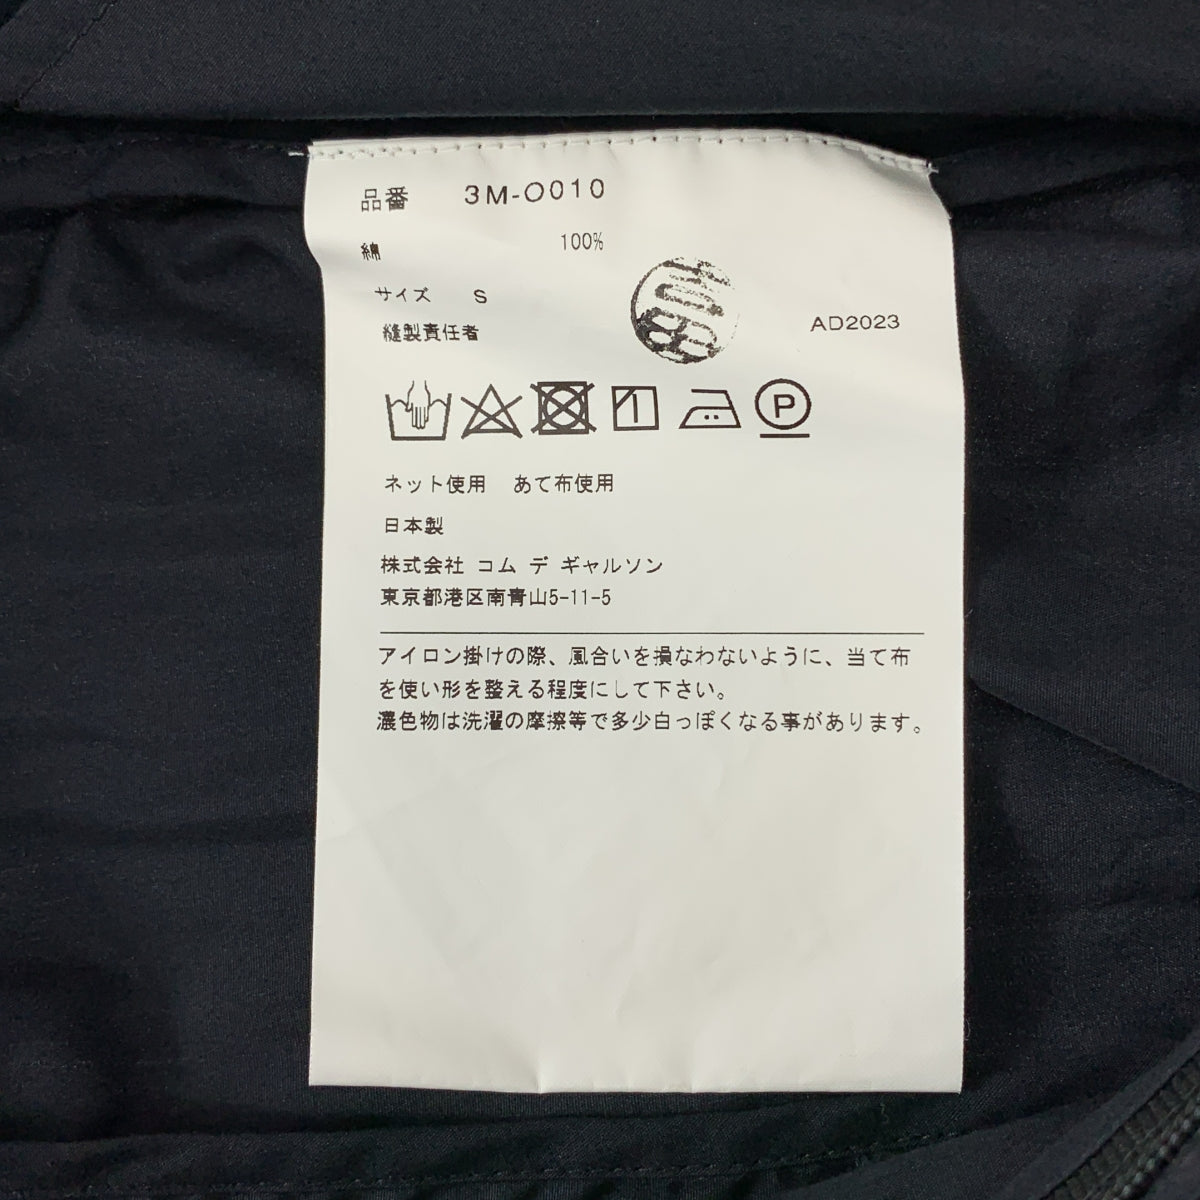 品番 3M-O010
綿 100%
サイズ S
縫製責任者
AD2023
P
ネット使用 あて布使用
日本製
株式会社 コム デ ギャルソン
東京都港区南青山5-11-5
アイロン掛けの際、風合いを損なわないように、当て布
を使い形を整える程度にして下さい。
濃色物は洗濯の摩擦等で多少白っぽくなる事があります。